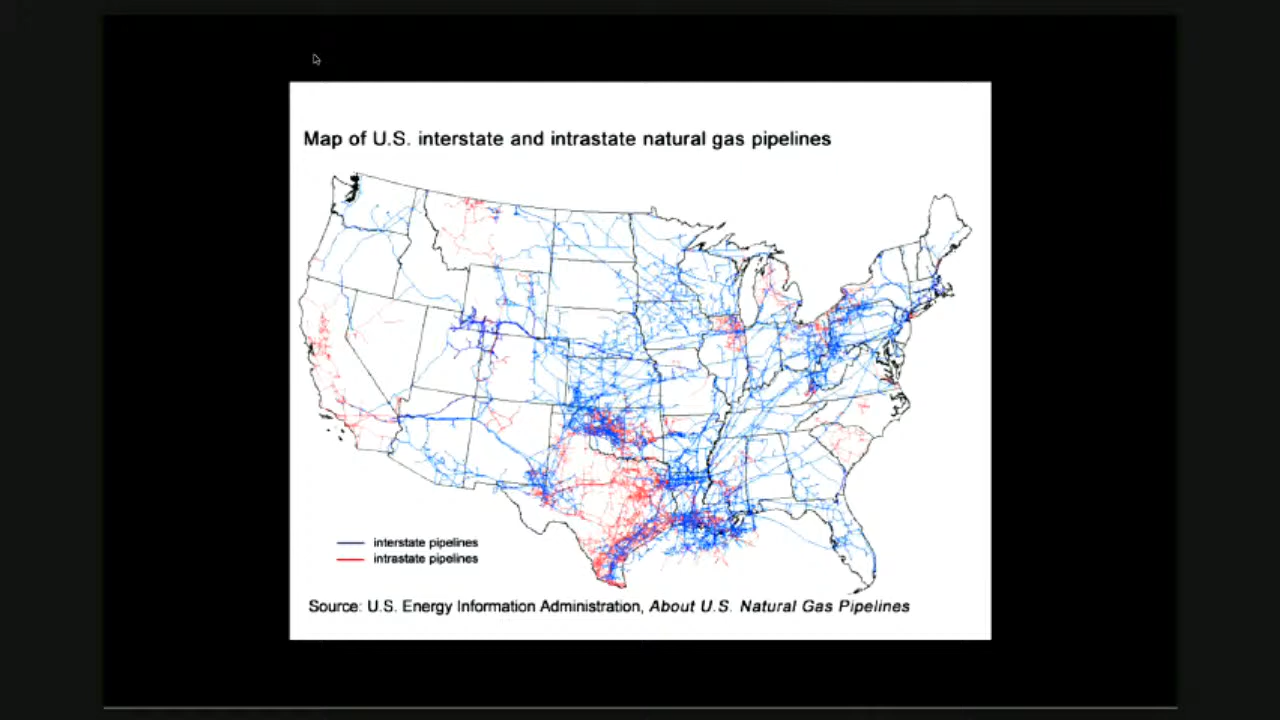 Map of U.S. interstate and intrastate natural gas pipelines
interstate pipelines
intrastate pipelines
Source: U.S. Energy Information Administration, About U.S. Natural Gas Pipelines